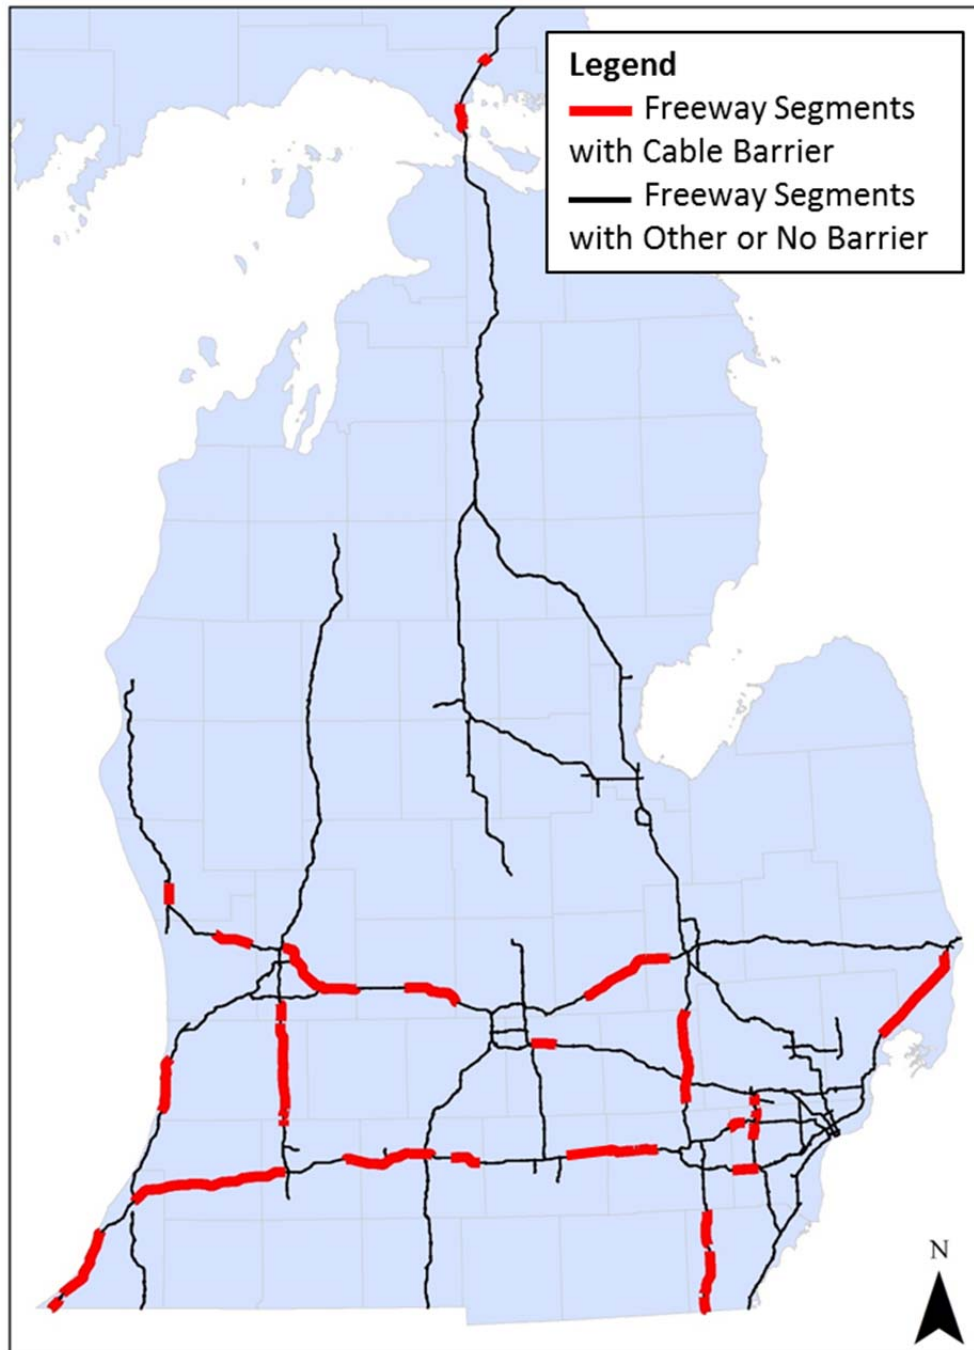 Legend
Freeway Segments
with Cable Barrier
Freeway Segments
with Other or No Barrier
N